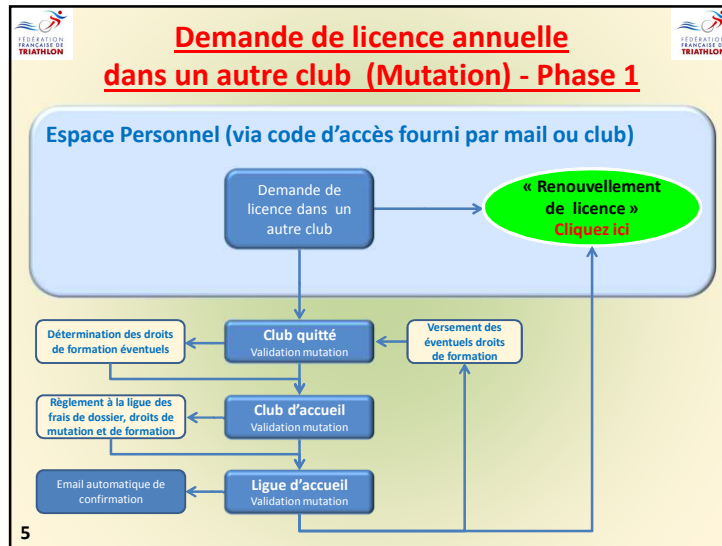 FÉDÉRATION
FRANÇAISE DE
TRIATHLON
Demande de licence annuelle
dans un autre club (Mutation) - Phase 1
FÉDÉRATION
FRANÇAISE DE
TRIATHLON
Espace Personnel (via code d’accès fourni par mail ou club)
Demande de
licence dans un
autre club
« Renouvellement
de licence »
Cliquez ici
Détermination des droits
de formation éventuels
Club quitté
Validation mutation
Versement des
éventuels droits
de formation
Règlement à la ligue des
frais de dossier, droits de
mutation et de formation
Club d’accueil
Validation mutation
Email automatique de
confirmation
Ligue d’accueil
Validation mutation
5